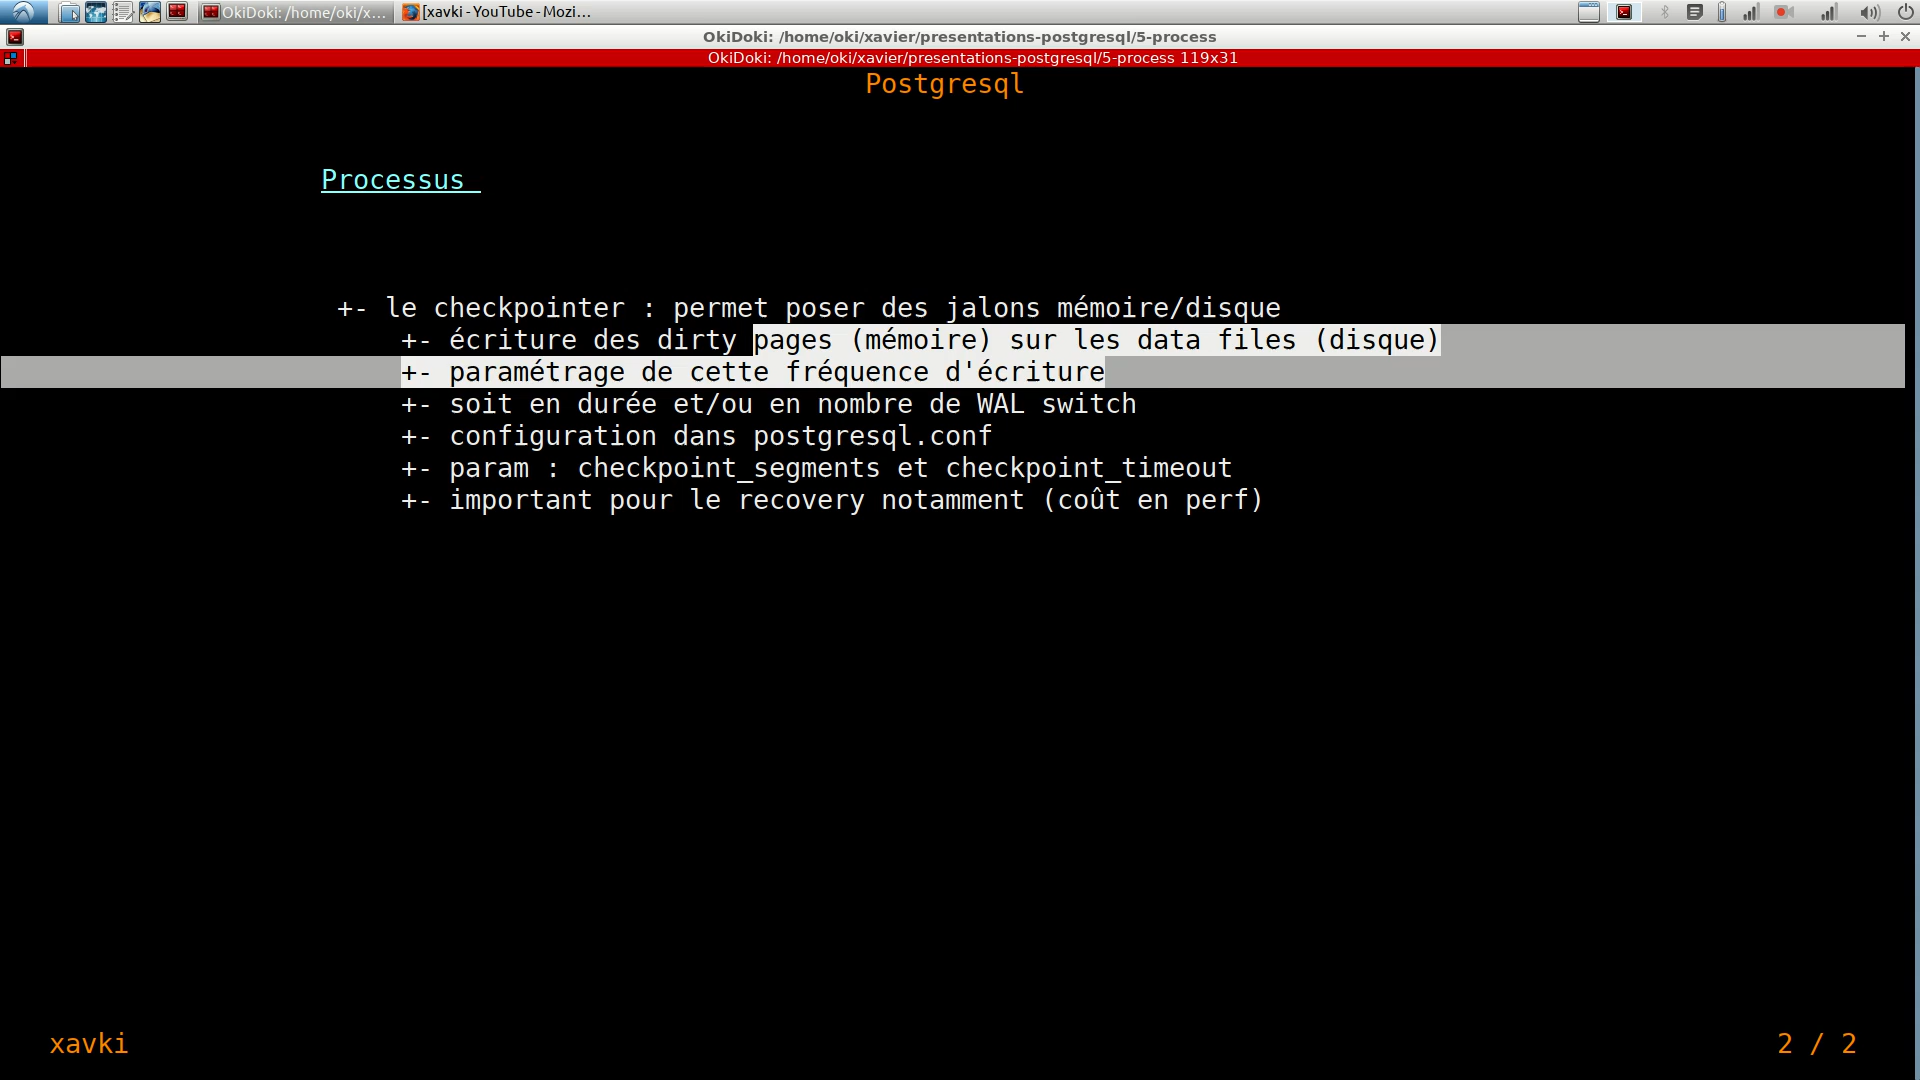 OkiDoki: /home/oki/x...
[xavki - YouTube - Mozi...
OkiDoki: /home/oki/xavier/presentations-postgresql/5-process
OkiDoki: /home/oki/xavier/presentations-postgresql/5-process 119x31
Postgresql
Processus
+- le checkpointer : permet poser des jalons mémoire/disque
+- écriture des dirty pages (mémoire) sur les data files (disque)
+- paramétrage de cette fréquence d'écriture
+- soit en durée et/ou en nombre de WAL switch
+- configuration dans postgresql.conf
+- param : checkpoint_segments et checkpoint_timeout
+- important pour le recovery notamment (coût en perf)
xavki
2 / 2